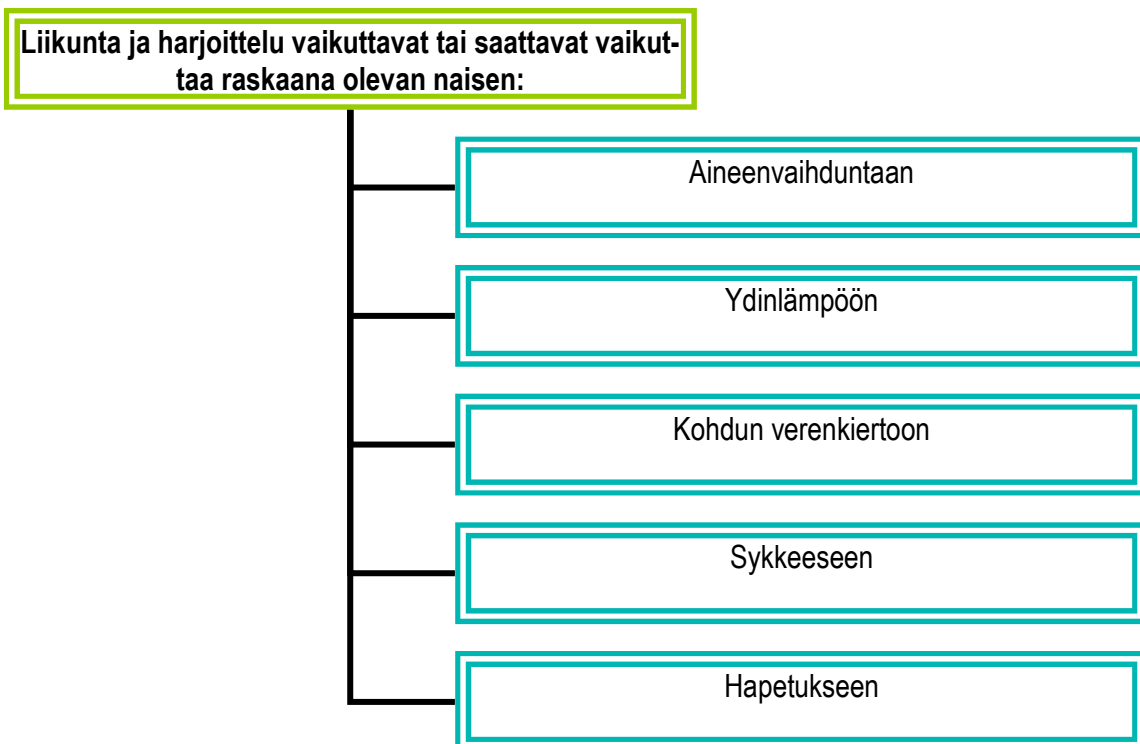 Liikunta ja harjoittelu vaikuttavat tai saattavat vaikut-
taa raskaana olevan naisen:
Aineenvaihduntaan
Ydinlämpöön
Kohdun verenkiertoon
Sykkeeseen
Hapetukseen